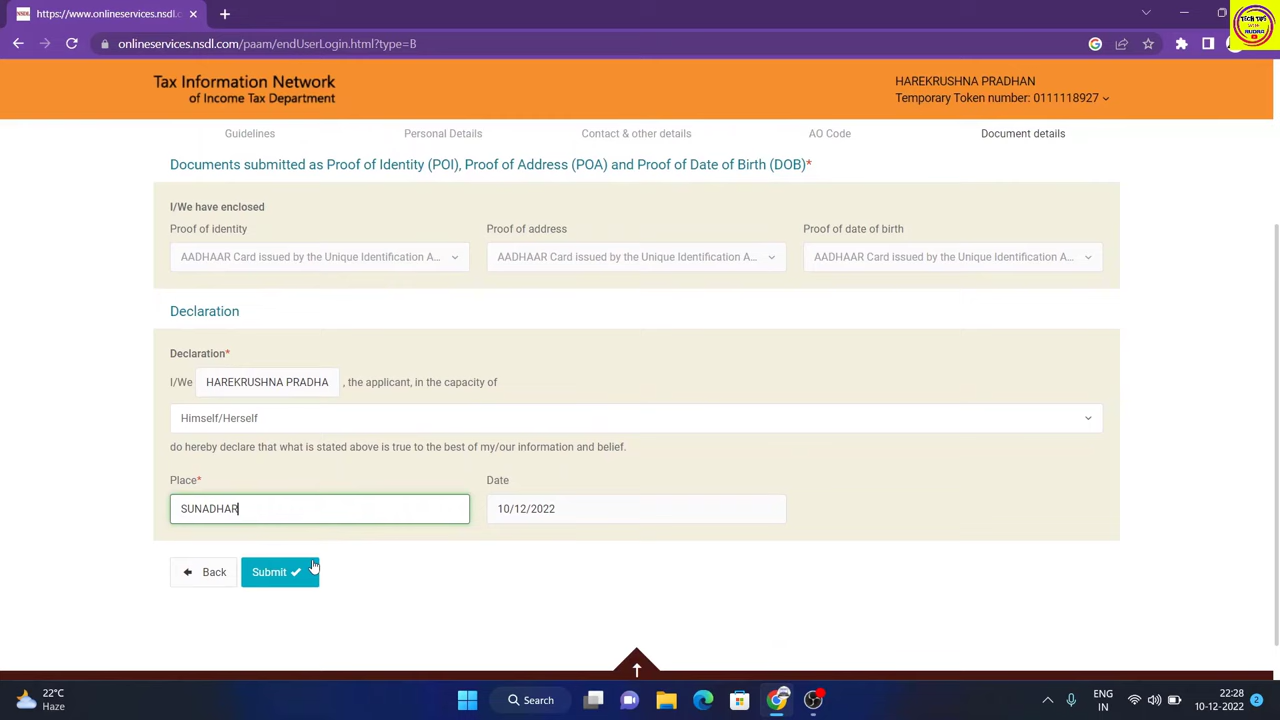 https://www.onlineservices.nsdl.c
onlineservices.nsdl.com/paam/endUserLogin.html?type=B
TECH TIPS
WITH
RUDRA
Tax Information Network
of Income Tax Department
HAREKRUSHNA PRADHAN
Temporary Token number: 0111118927
Guidelines
Personal Details
Contact & other details
AO Code
Document details
Documents submitted as Proof of Identity (POI), Proof of Address (POA) and Proof of Date of Birth (DOB)*
I/We have enclosed
Proof of identity
Proof of address
Proof of date of birth
AADHAAR Card issued by the Unique Identification A...
AADHAAR Card issued by the Unique Identification A...
AADHAAR Card issued by the Unique Identification A...
Declaration
Declaration*
I/We HAREKRUSHNA PRADHA , the applicant, in the capacity of
Himself/Herself
do hereby declare that what is stated above is true to the best of my/our information and belief.
Place*
Date
SUNADHAR
10/12/2022
Back
Submit
22°C
Haze
Search
ENG
IN
22:28
10-12-2022
2